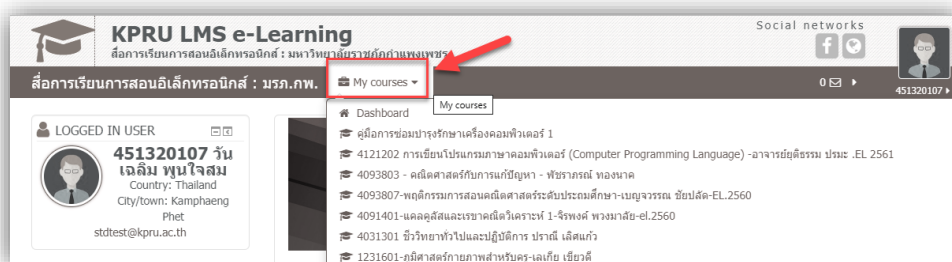 KPRU LMS e-Learning
สื่อการเรียนการสอนอิเล็กทรอนิกส์ : มหาวิทยาลัยราชภัฏกำแพงเพชร
Social networks
สื่อการเรียนการสอนอิเล็กทรอนิกส์ : มรภ.กพ.
My courses
0
451320107
My courses
LOGGED IN USER
451320107 วันเฉลิม พูนใจสม
Country: Thailand
City/town: Kamphaeng
Phet
stdtest@kpru.ac.th
Dashboard
คู่มือการซ่อมบำรุงรักษาเครื่องคอมพิวเตอร์ 1
4121202 การเขียนโปรแกรมภาษาคอมพิวเตอร์ (Computer Programming Language) -อาจารย์ยุติธรรม ปรมะ .EL 2561
4093803 - คณิตศาสตร์กับการแก้ปัญหา - พัชราภรณ์ ทองนาค
4093807-พฤติกรรมการสอนคณิตศาสตร์ระดับประถมศึกษา-เบญจวรรณ ชัยปลัด-EL.2560
4091401-แคลคูลัสและเรขาคณิตวิเคราะห์ 1-จิรพงค์ พวงมาลัย-el.2560
4031301 ชีววิทยาทั่วไปและปฏิบัติการ ปราณี เลิศแก้ว
1231601-ภูมิศาสตร์กายภาพสำหรับครู-เลเกีย เขียวดี